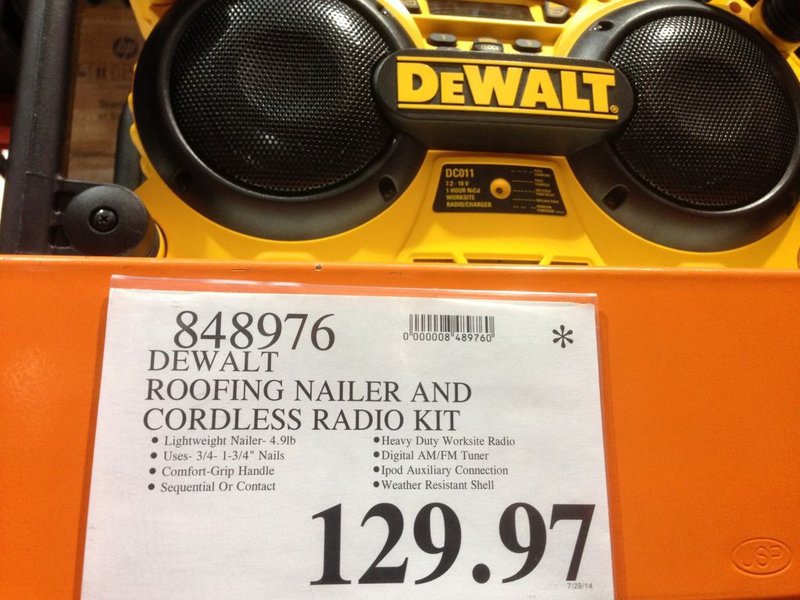 hp
CLOCK
DEWALT®
DC011
7.2 - 18 V
1 HOUR NiCd
WORKSITE
RADIO/CHARGER
848976
0 000008 489760
*
DEWALT
ROOFING NAILER AND
CORDLESS RADIO KIT
• Lightweight Nailer- 4.9lb
• Uses- 3/4- 1-3/4" Nails
• Comfort-Grip Handle
• Sequential Or Contact
• Heavy Duty Worksite Radio
• Digital AM/FM Tuner
• Ipod Auxiliary Connection
• Weather Resistant Shell
129.97
7/29/14
JSP